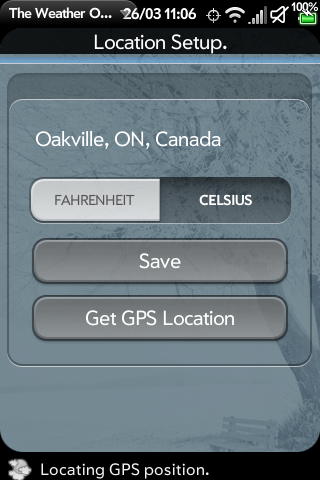 The Weather O... 26/03 11:06 100%
Location Setup.
Oakville, ON, Canada
FAHRENHEIT CELSIUS
Save
Get GPS Location
Locating GPS position.